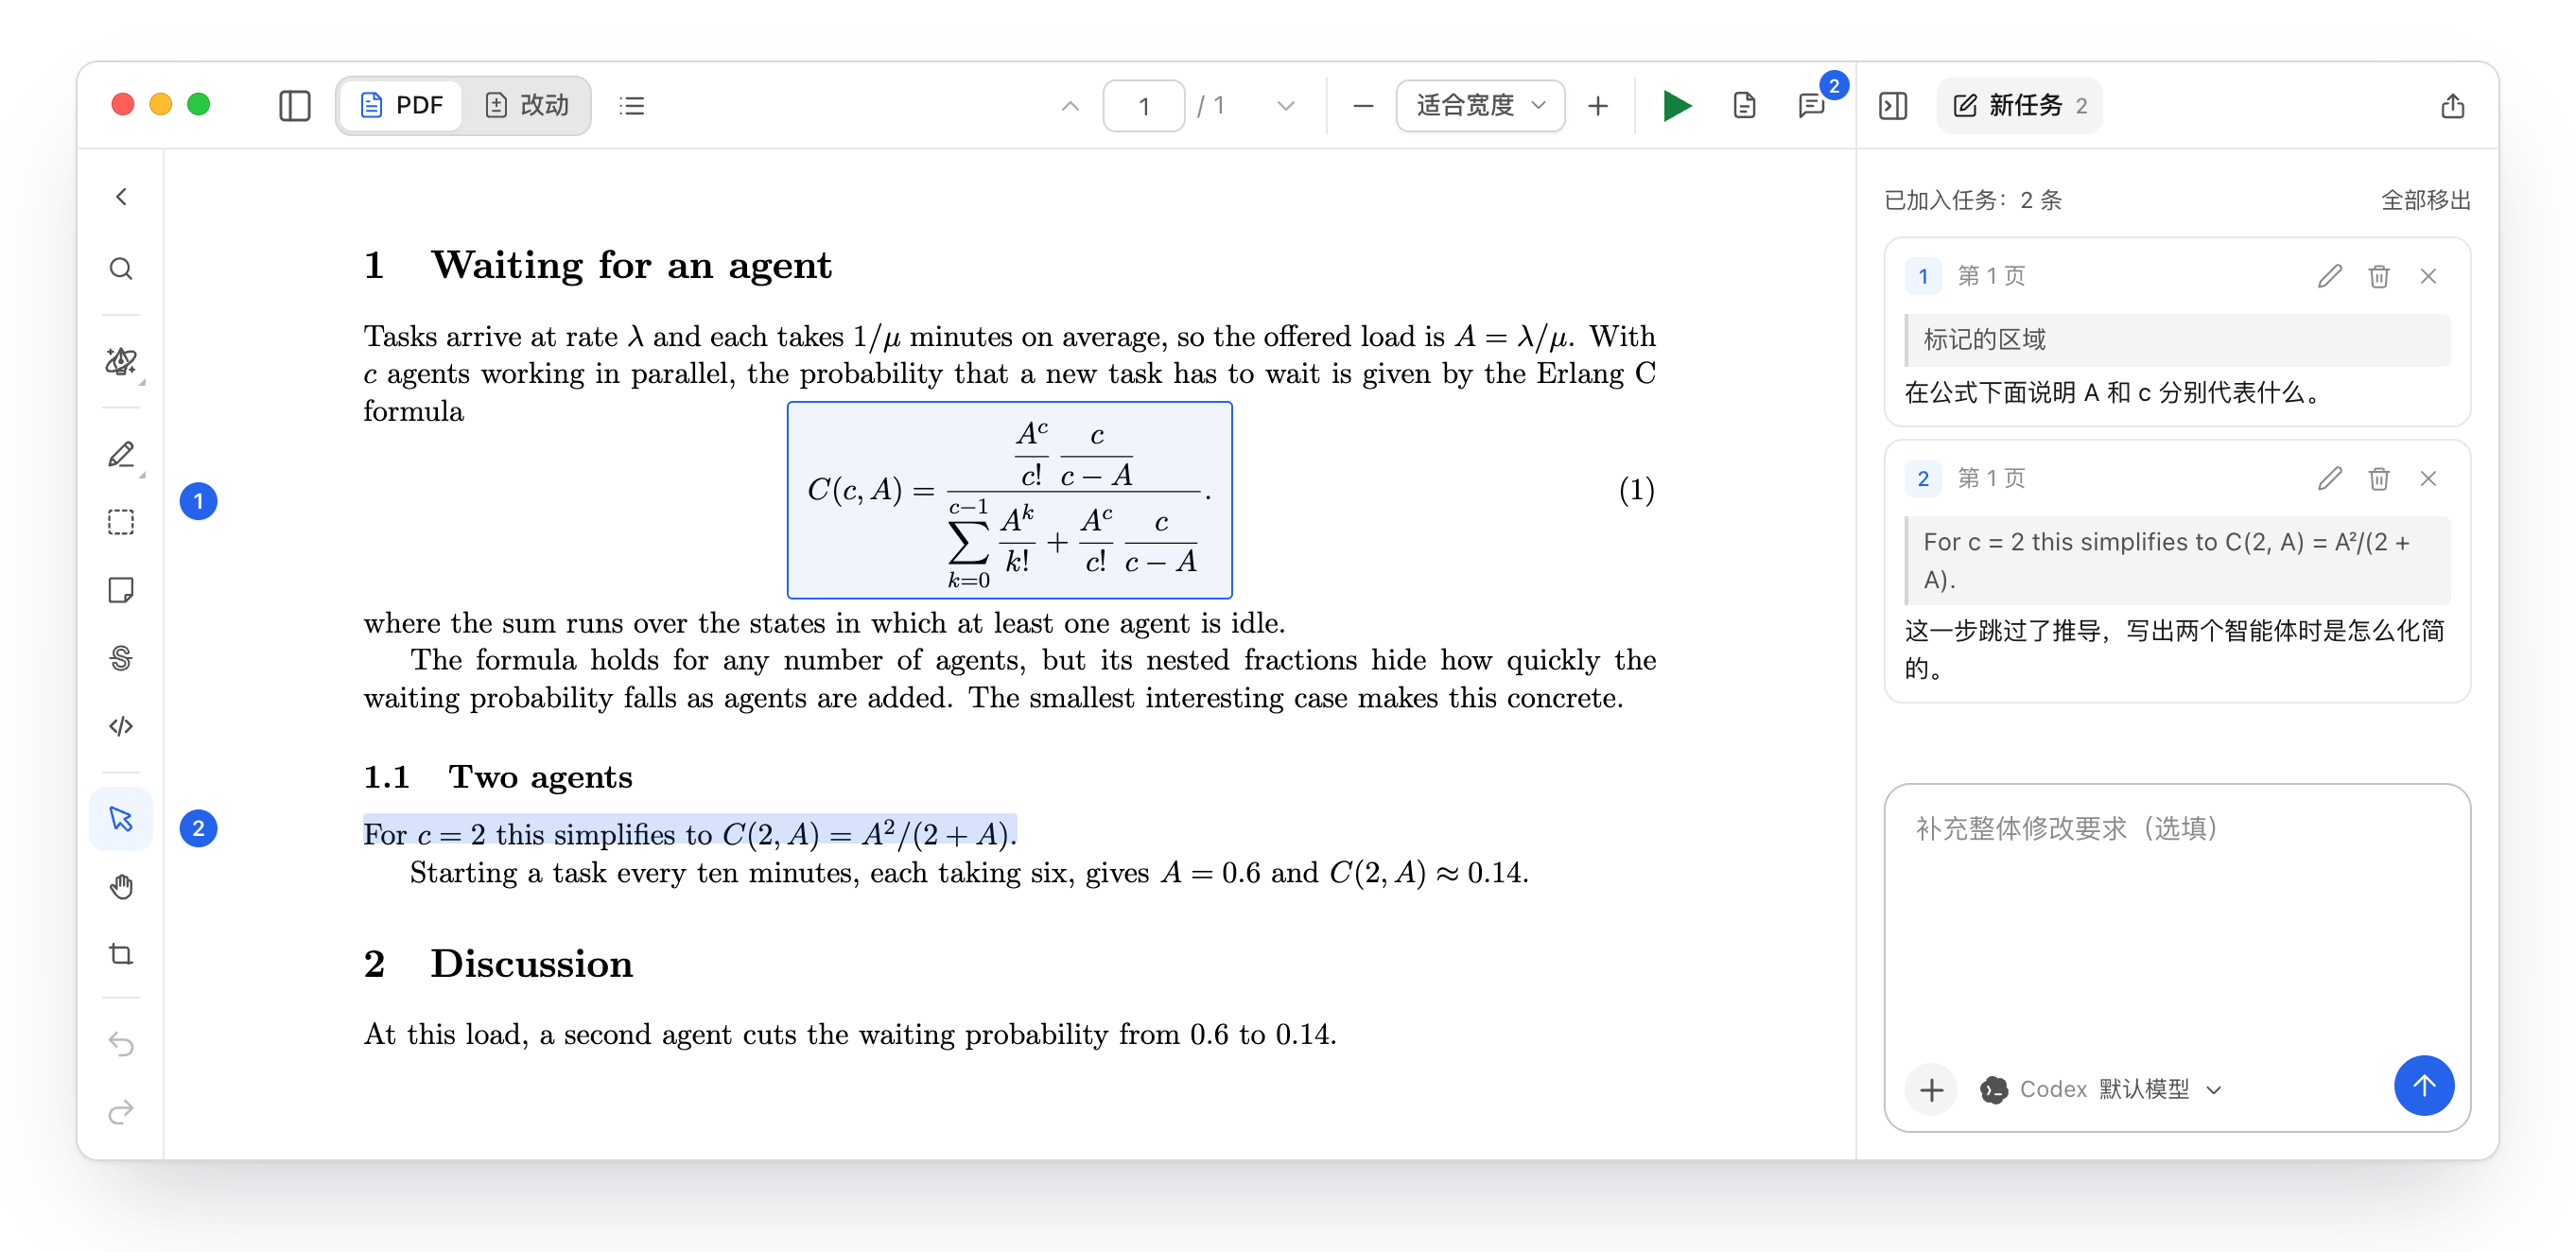 PDF 改动 1 / 1 适合宽度 2 新任务 2
已加入任务：2 条 全部移出
1 Waiting for an agent
Tasks arrive at rate λ and each takes 1/μ minutes on average, so the offered load is A = λ/μ. With
c agents working in parallel, the probability that a new task has to wait is given by the Erlang C
formula
1
C(c, A) = \frac{\frac{A^c}{c!} \frac{c}{c − A}}{\sum_{k=0}^{c−1} \frac{A^k}{k!} + \frac{A^c}{c!} \frac{c}{c − A}}. (1)
where the sum runs over the states in which at least one agent is idle.
The formula holds for any number of agents, but its nested fractions hide how quickly the
waiting probability falls as agents are added. The smallest interesting case makes this concrete.
1.1 Two agents
2
For c = 2 this simplifies to C(2, A) = A²/(2 + A).
Starting a task every ten minutes, each taking six, gives A = 0.6 and C(2, A) ≈ 0.14.
2 Discussion
At this load, a second agent cuts the waiting probability from 0.6 to 0.14.
1 第 1 页
标记的区域
在公式下面说明 A 和 c 分别代表什么。
2 第 1 页
For c = 2 this simplifies to C(2, A) = A²/(2 +
A).
这一步跳过了推导，写出两个智能体时是怎么化简
的。
补充整体修改要求（选填）
Codex 默认模型